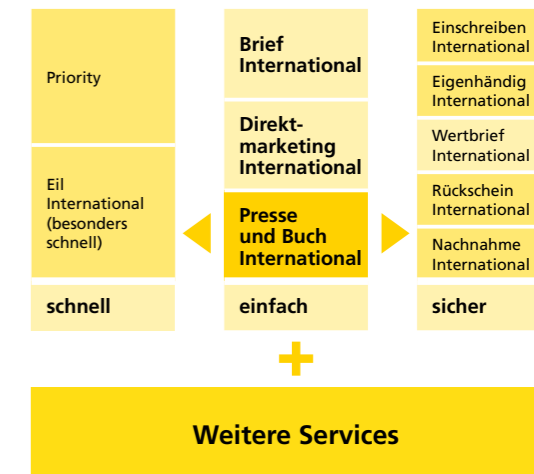 Priority
Eil
International
(besonders
schnell)
schnell
Brief
International
Direkt-
marketing
International
Presse
und Buch
International
einfach
Einschreiben
International
Eigenhändig
International
Wertbrief
International
Rückschein
International
Nachnahme
International
sicher
+
Weitere Services